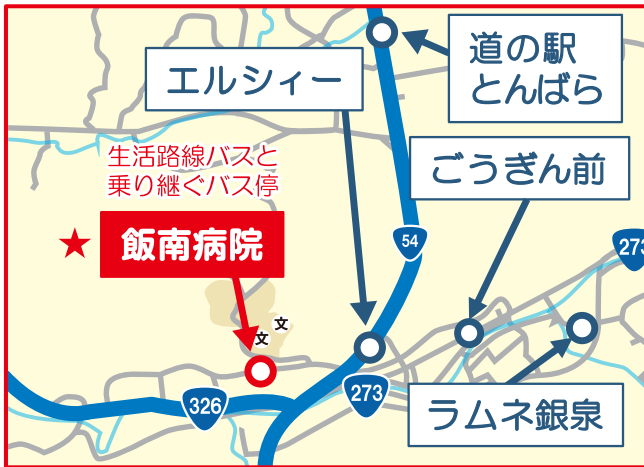 道の駅
とんばら
エルシィー
生活路線バスと
乗り継ぐバス停
ごうぎん前
★ 飯南病院
54
273
文
文
326
273
ラムネ銀泉